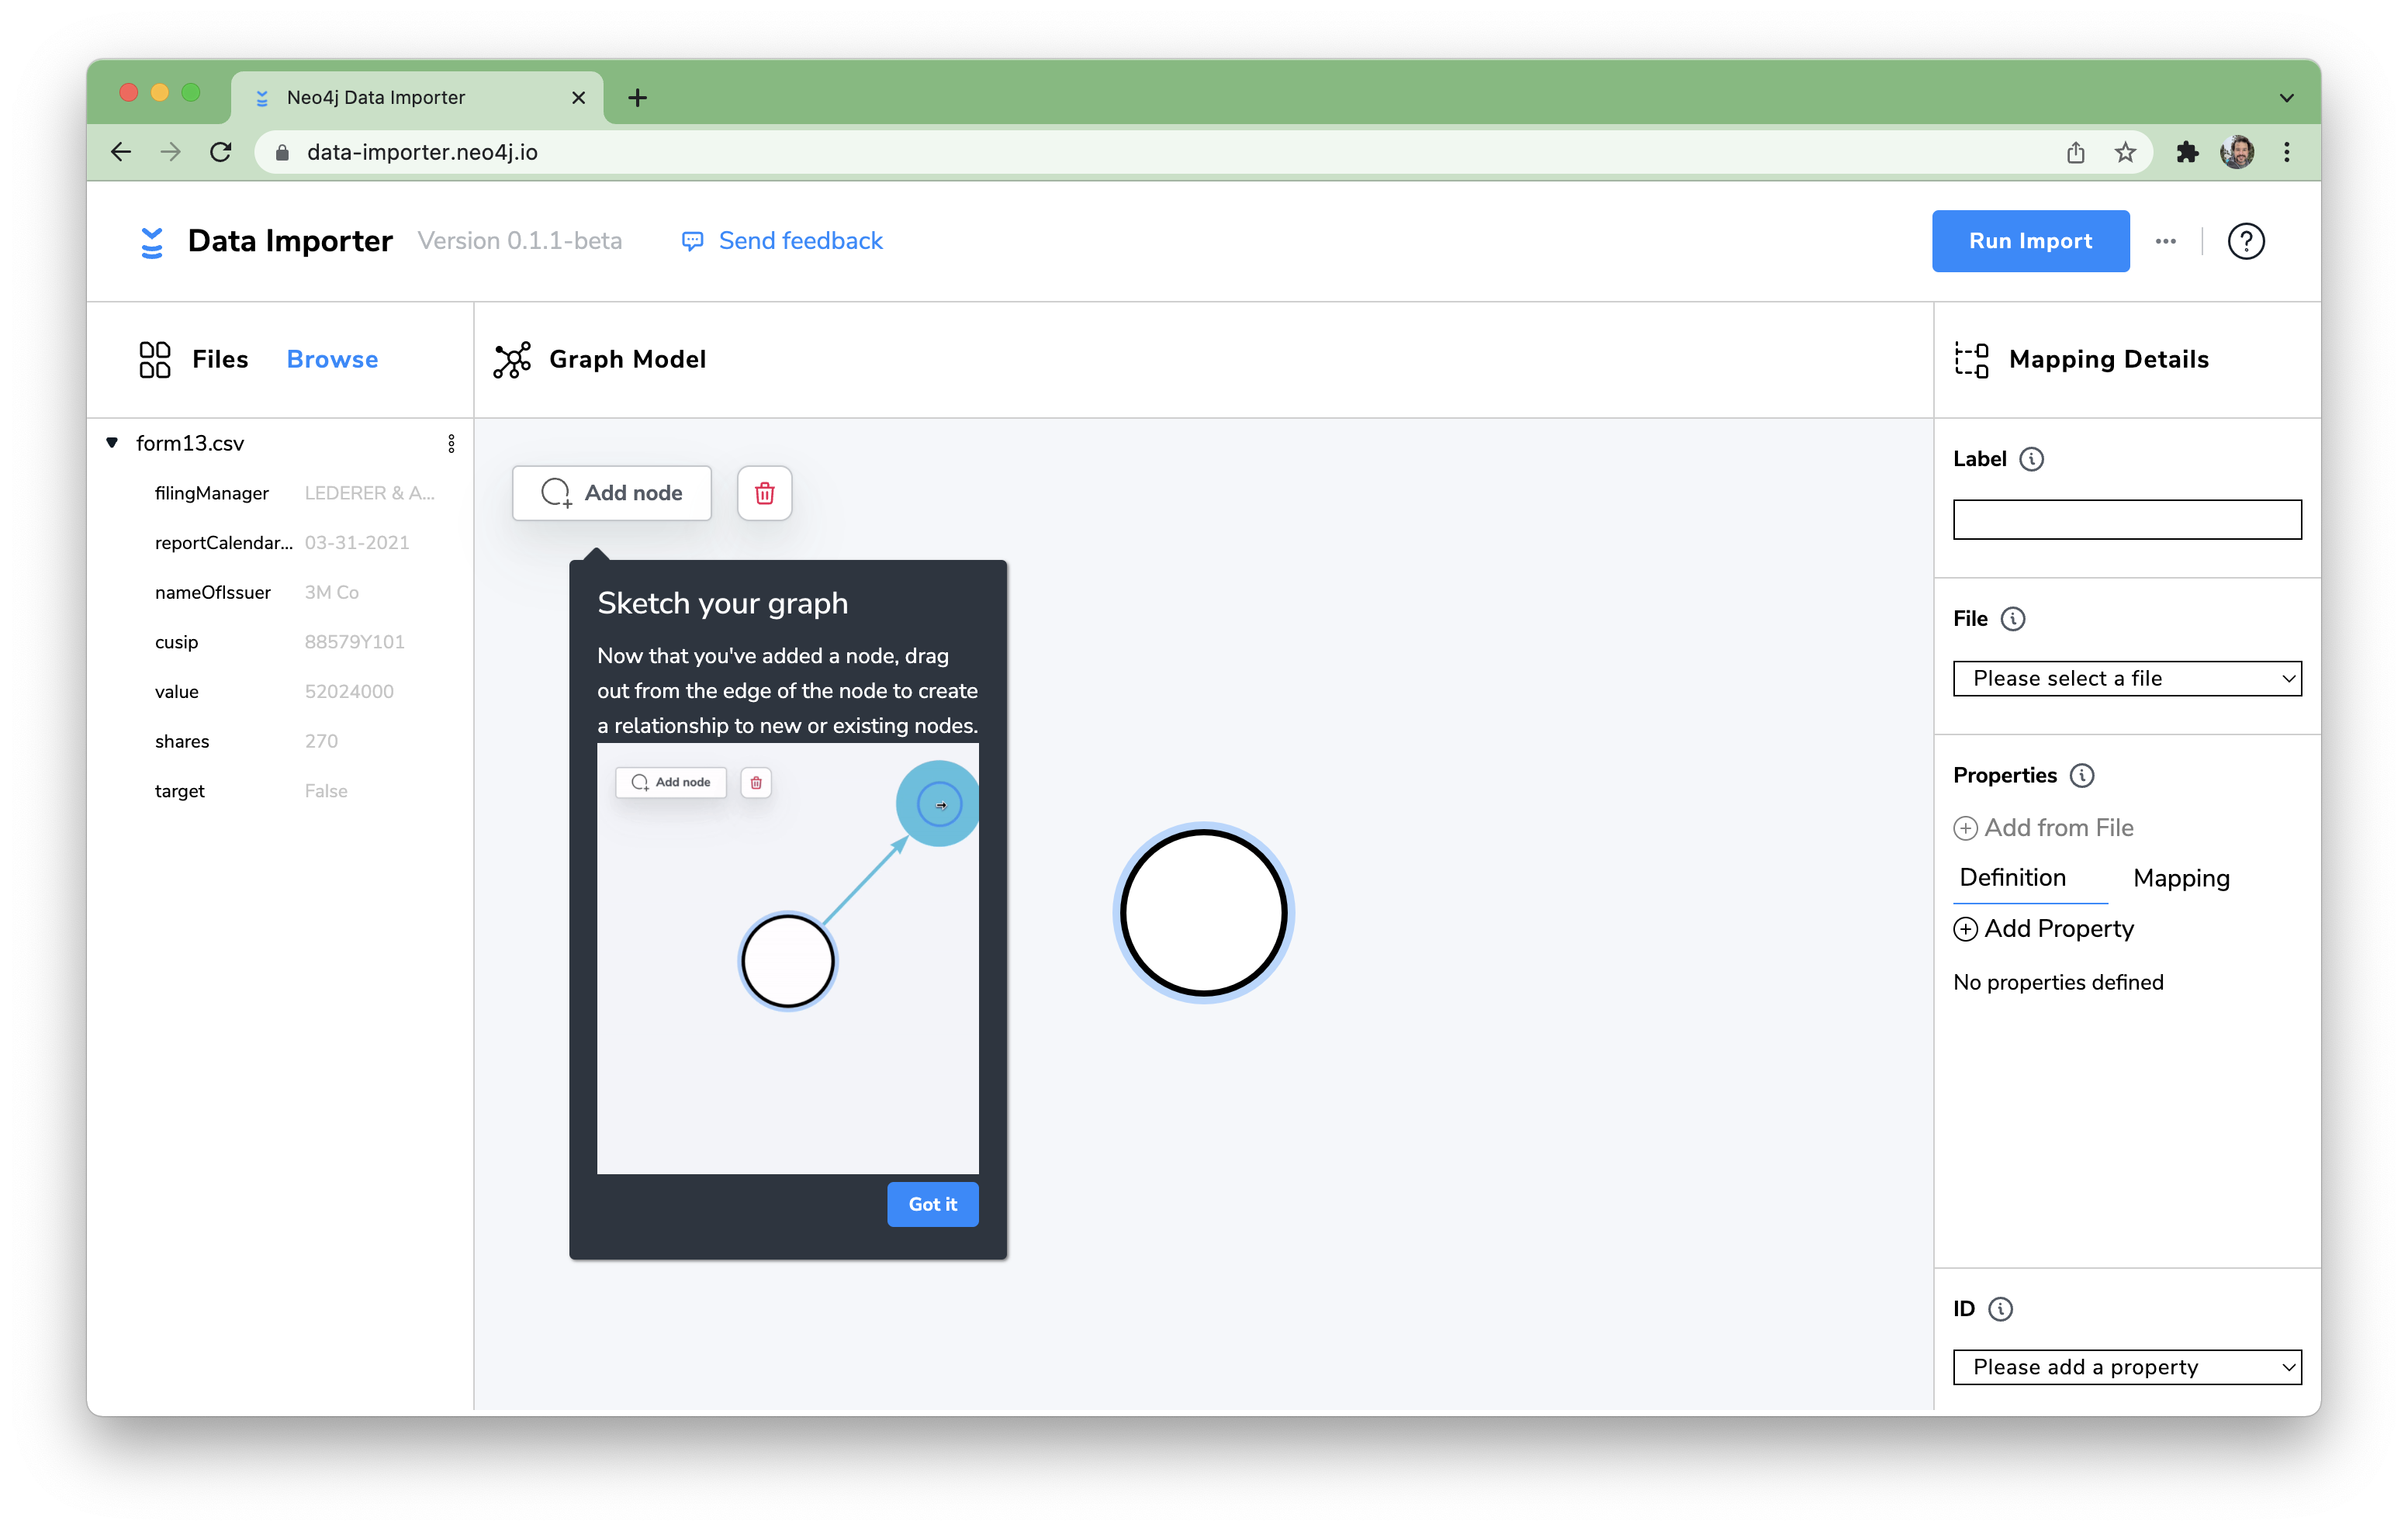 Neo4j Data Importer
data-importer.neo4j.io
Data Importer Version 0.1.1-beta Send feedback
Run Import
Files Browse
Graph Model
Mapping Details
form13.csv
filingManager LEDERER & A...
reportCalendar... 03-31-2021
nameOfIssuer 3M Co
cusip 88579Y101
value 52024000
shares 270
target False
Add node
Sketch your graph
Now that you've added a node, drag
out from the edge of the node to create
a relationship to new or existing nodes.
Add node
Got it
Label
File
Please select a file
Properties
Add from File
Definition Mapping
Add Property
No properties defined
ID
Please add a property